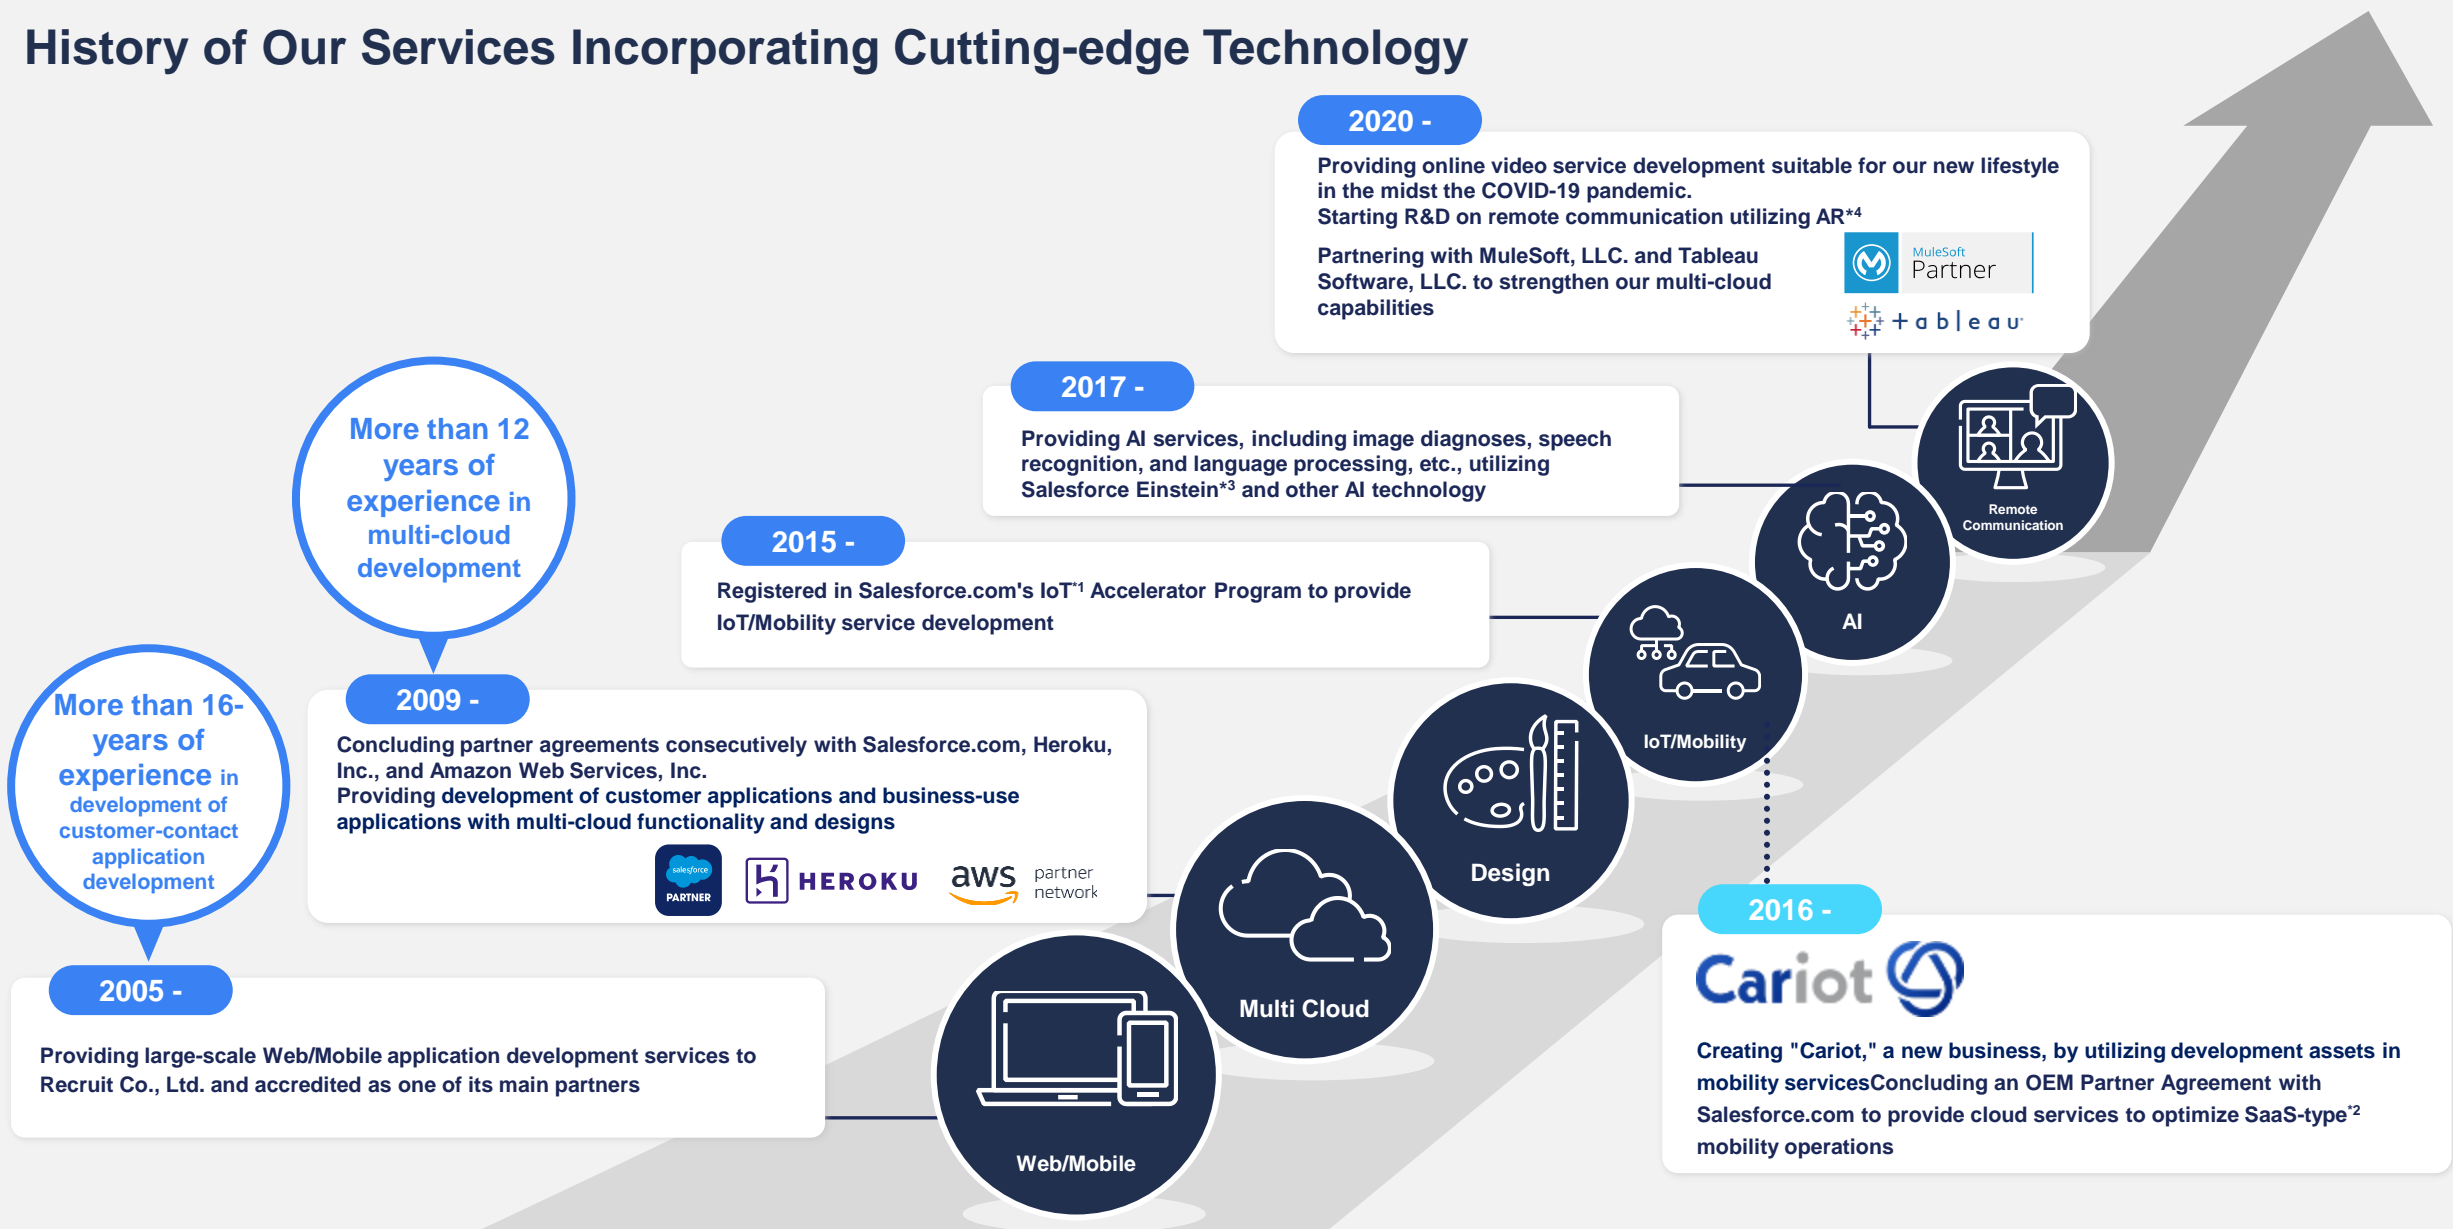 History of Our Services Incorporating Cutting-edge Technology
2020 -
Providing online video service development suitable for our new lifestyle
in the midst the COVID-19 pandemic.
Starting R&D on remote communication utilizing AR*4
Partnering with MuleSoft, LLC. and Tableau
Software, LLC. to strengthen our multi-cloud
capabilities
MuleSoft
Partner
+ableau
2017 -
Providing AI services, including image diagnoses, speech
recognition, and language processing, etc., utilizing
Salesforce Einstein*3 and other AI technology
Remote
Communication
AI
2015 -
Registered in Salesforce.com's IoT*1 Accelerator Program to provide
IoT/Mobility service development
IoT/Mobility
More than 12
years of
experience in
multi-cloud
development
2009 -
Concluding partner agreements consecutively with Salesforce.com, Heroku,
Inc., and Amazon Web Services, Inc.
Providing development of customer applications and business-use
applications with multi-cloud functionality and designs
salesforce
PARTNER
HEROKU
aws partner
network
Design
Multi Cloud
More than 16-
years of
experience in
development of
customer-contact
application
development
2005 -
Providing large-scale Web/Mobile application development services to
Recruit Co., Ltd. and accredited as one of its main partners
Web/Mobile
2016 -
Cariot
Creating "Cariot," a new business, by utilizing development assets in
mobility servicesConcluding an OEM Partner Agreement with
Salesforce.com to provide cloud services to optimize SaaS-type*2
mobility operations